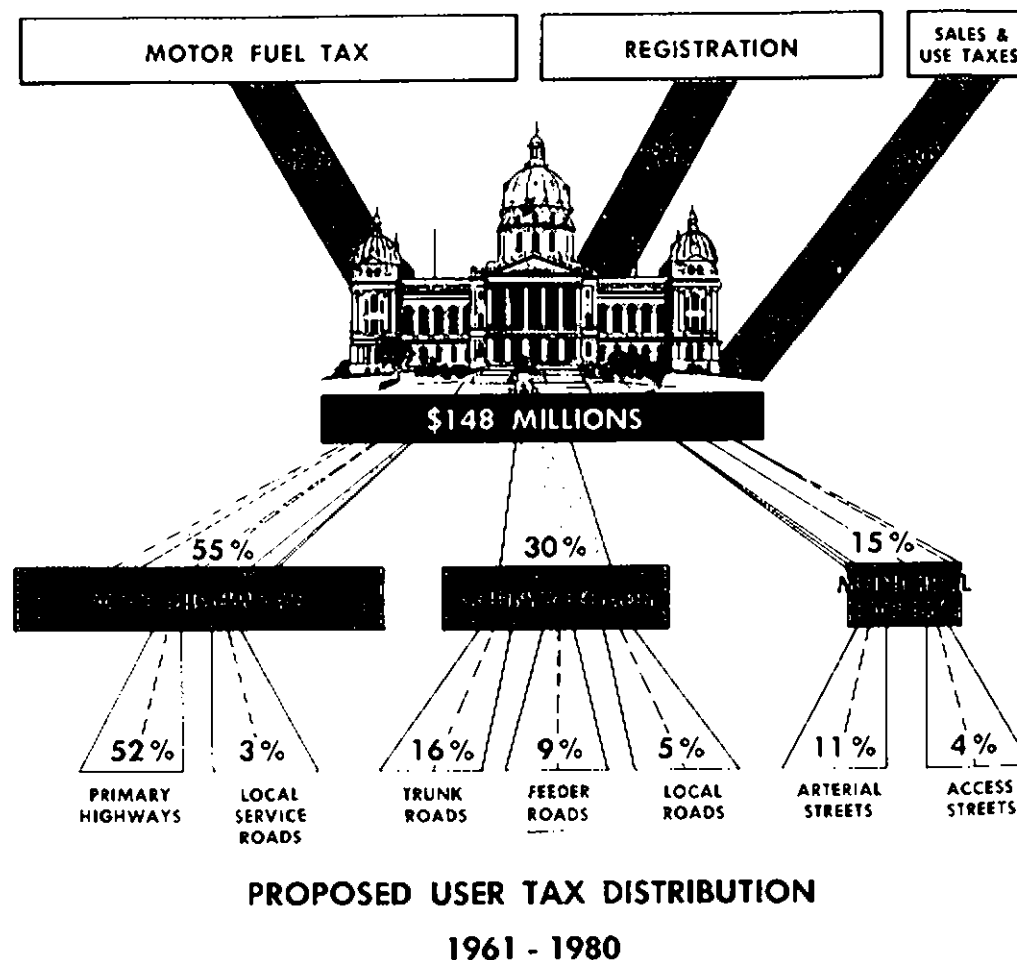 MOTOR FUEL TAX
REGISTRATION
SALES &
USE TAXES
$148 MILLIONS
55%
30%
15%
52%
3%
16%
9%
5%
11%
4%
PRIMARY
HIGHWAYS
LOCAL
SERVICE
ROADS
TRUNK
ROADS
FEEDER
ROADS
LOCAL
ROADS
ARTERIAL
STREETS
ACCESS
STREETS
PROPOSED USER TAX DISTRIBUTION
1961 - 1980